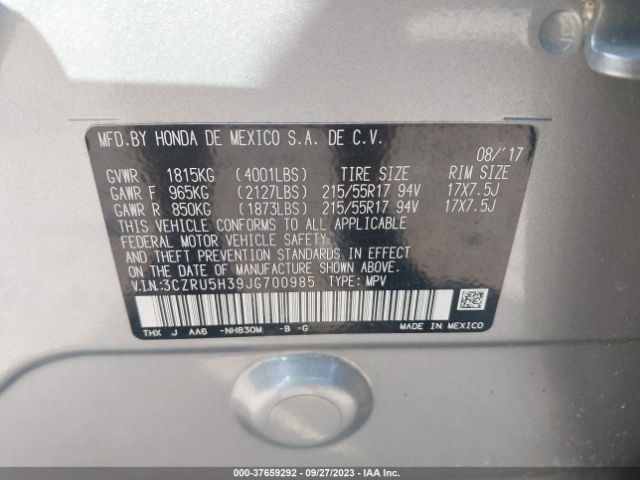 MFD.BY HONDA DE MEXICO S.A. DE C.V.
08/'17
GVWR 1815KG (4001LBS) TIRE SIZE RIM SIZE
GAWR F 965KG (2127LBS) 215/55R17 94V 17X7.5J
GAWR R 850KG (1873LBS) 215/55R17 94V 17X7.5J
THIS VEHICLE CONFORMS TO ALL APPLICABLE
FEDERAL MOTOR VEHICLE SAFETY
AND THEFT PREVENTION STANDARDS IN EFFECT
ON THE DATE OF MANUFACTURE SHOWN ABOVE.
V.I.N:3CZRU5H39JG700985 TYPE: MPV
THX J AA6 -NH830M -B -G
MADE IN MEXICO
000-37659292 - 09/27/2023 - IAA Inc.